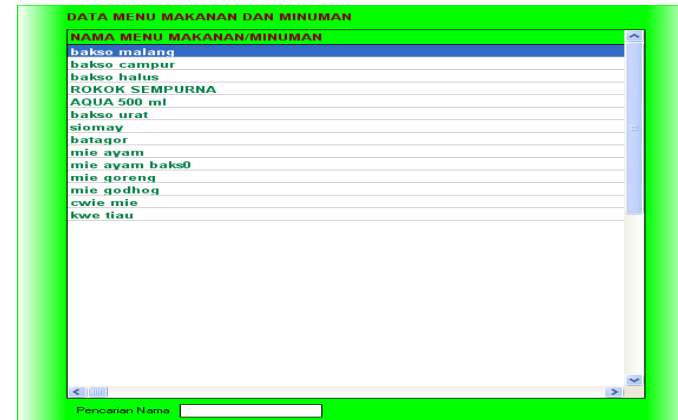 DATA MENU MAKANAN DAN MINUMAN
NAMA MENU MAKANAN/MINUMAN
bakso malang
bakso campur
bakso halus
ROKOK SEMPURNA
AQUA 500 ml
bakso urat
siomay
batagor
mie ayam
mie ayam baks0
mie goreng
mie godhog
cwie mie
kwe tiau
Pencarian Nama